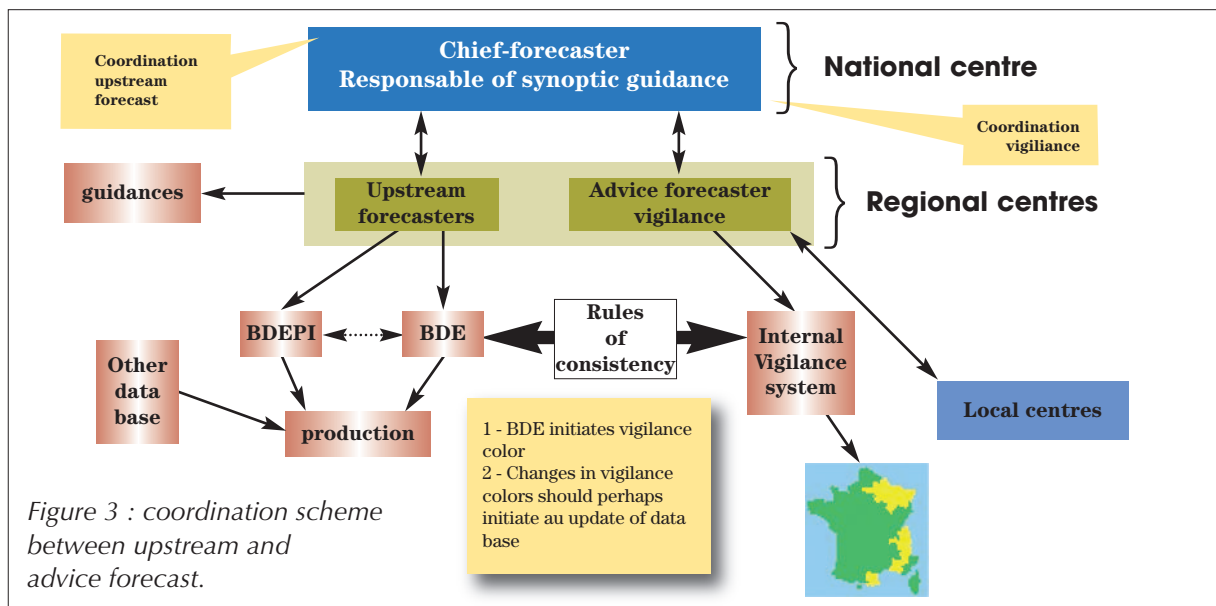 Coordination
upstream
forecast
Chief-forecaster
Responsable of synoptic guidance
National centre
Coordination
vigiliance
guidances
Upstream
forecasters
Advice forecaster
vigilance
Regional centres
BDEPI
BDE
Rules
of
consistency
Internal
Vigilance
system
Other
data
base
production
Local centres
1 - BDE initiates vigilance
color
2 - Changes in vigilance
colors should perhaps
initiate au update of data
base
Figure 3 : coordination scheme
between upstream and
advice forecast.